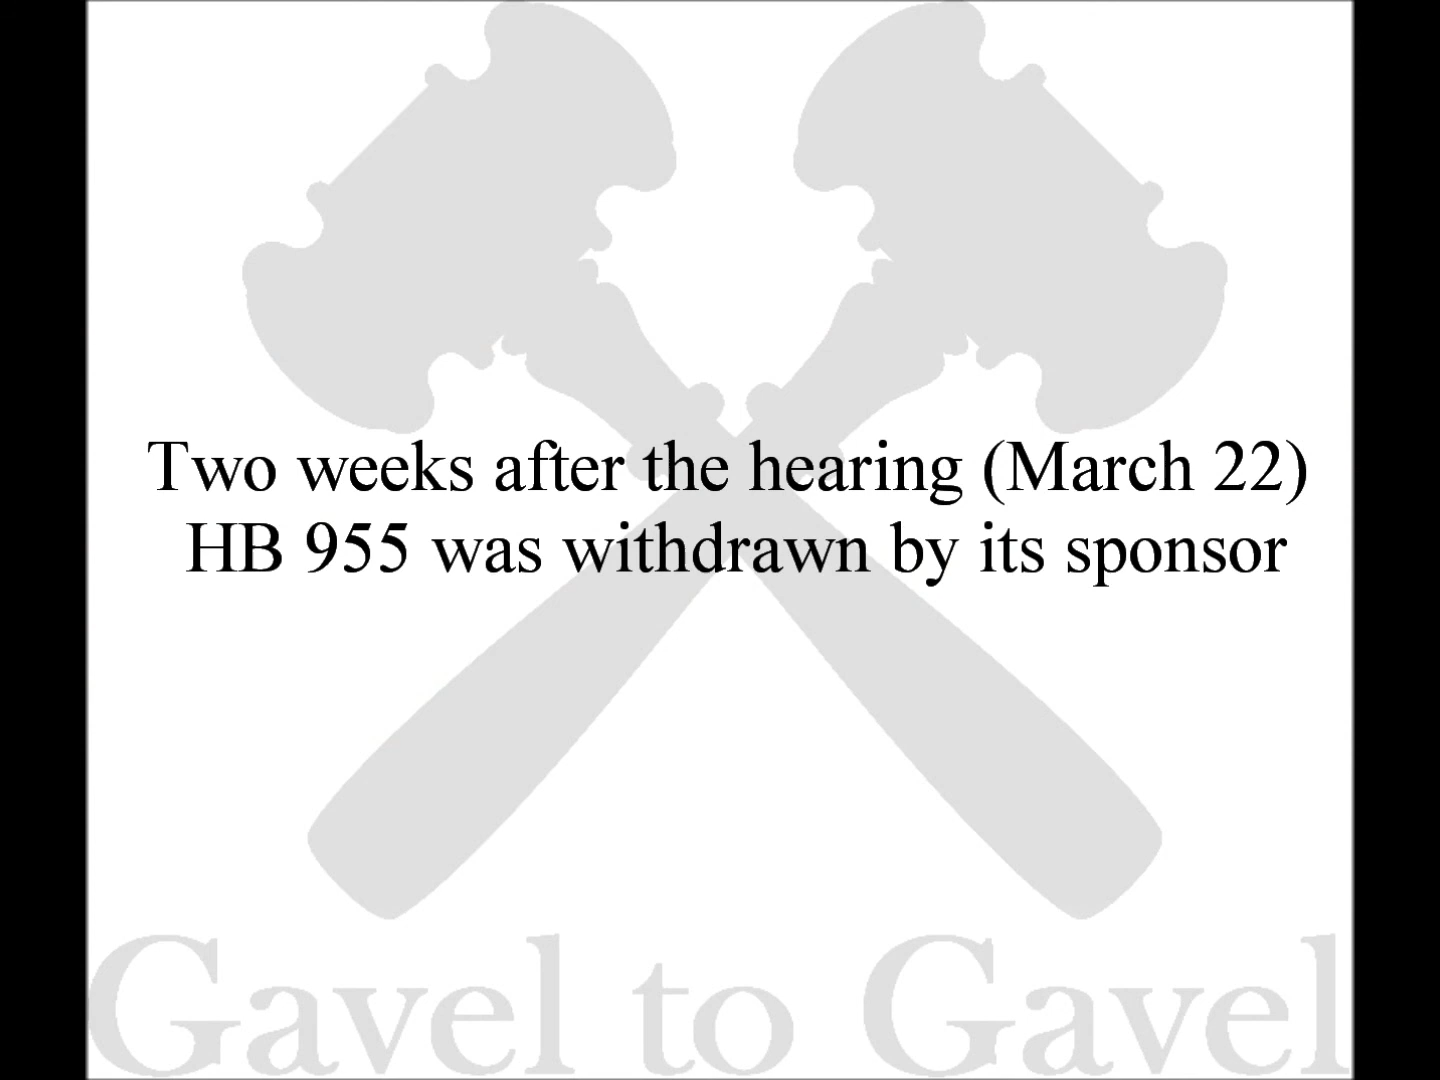 Two weeks after the hearing (March 22)
HB 955 was withdrawn by its sponsor
Gavel to Gavel